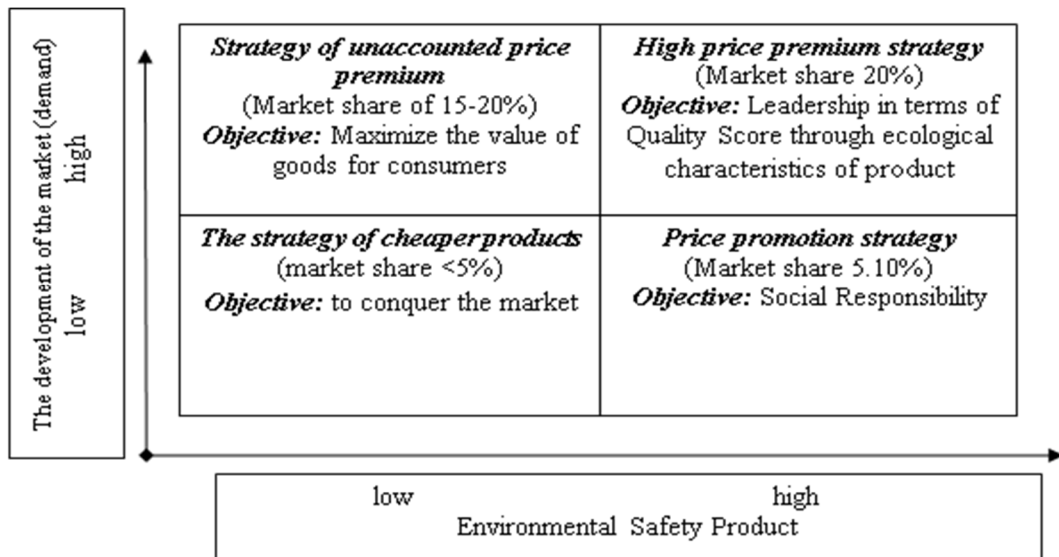 The development of the market (demand)
high
low
Strategy of unaccounted price
premium
(Market share of 15-20%)
Objective: Maximize the value of
goods for consumers
High price premium strategy
(Market share 20%)
Objective: Leadership in terms of
Quality Score through ecological
characteristics of product
The strategy of cheaper products
(market share <5%)
Objective: to conquer the market
Price promotion strategy
(Market share 5.10%)
Objective: Social Responsibility
low high
Environmental Safety Product